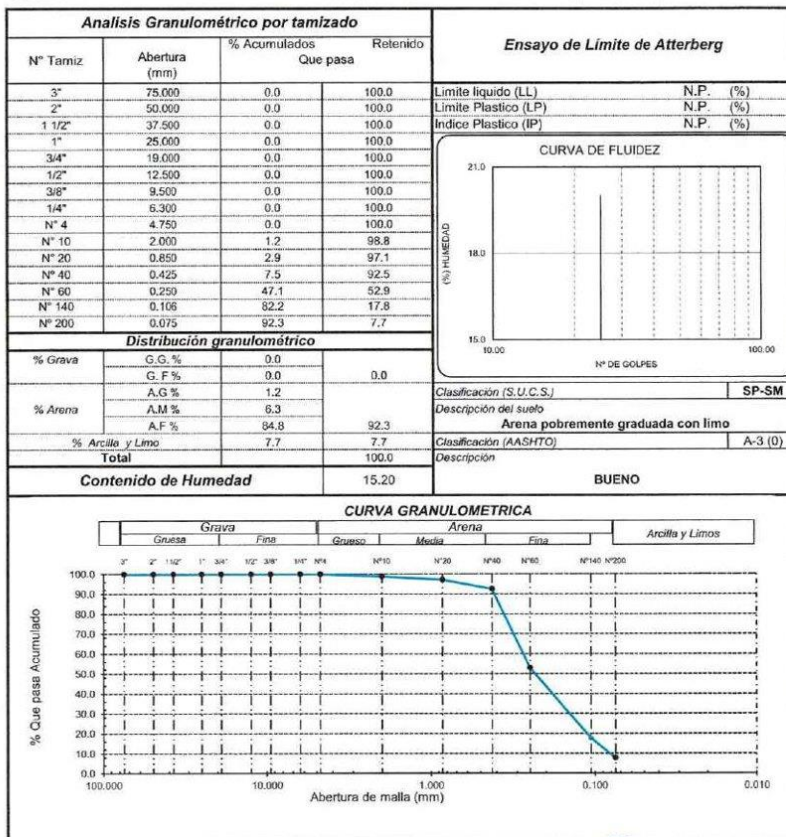 Analisis Granulométrico por tamizado
N° Tamiz Abertura (mm) % Acumulados Retenido Que pasa
3" 75.000 0.0 100.0
2" 50.000 0.0 100.0
1 1/2" 37.500 0.0 100.0
1" 25.000 0.0 100.0
3/4" 19.000 0.0 100.0
1/2" 12.500 0.0 100.0
3/8" 9.500 0.0 100.0
1/4" 6.300 0.0 100.0
N° 4 4.750 0.0 100.0
N° 10 2.000 1.2 98.8
N° 20 0.850 2.9 97.1
N° 40 0.425 7.5 92.5
N° 60 0.250 47.1 52.9
N° 140 0.106 82.2 17.8
N° 200 0.075 92.3 7.7
Distribución granulométrico
% Grava G.G. % 0.0
G. F % 0.0 0.0
A.G % 1.2
% Arena A.M % 6.3
A.F % 84.8 92.3
% Arcilla y Limo 7.7 7.7
Total 100.0
Contenido de Humedad 15.20
Ensayo de Límite de Atterberg
Limite liquido (LL) N.P. (%)
Limite Plastico (LP) N.P. (%)
Indice Plastico (IP) N.P. (%)
CURVA DE FLUIDEZ
21.0
18.0
15.0
(%) HUMEDAD
10.00 100.00
N° DE GOLPES
Clasificación (S.U.C.S.) SP-SM
Descripción del suelo
Arena pobremente graduada con limo
Clasificación (AASHTO) A-3 (0)
Descripción
BUENO
CURVA GRANULOMETRICA
Grava Arena Arcilla y Limos
Gruesa Fina Grueso Media Fina
3" 2" 1 1/2" 1" 3/4" 1/2" 3/8" 1/4" N°4 N°10 N°20 N°40 N°60 N°140 N°200
100.0
90.0
80.0
70.0
60.0
50.0
40.0
30.0
20.0
10.0
0.0
% Que pasa Acumulado
100.000 10.000 1.000 0.100 0.010
Abertura de malla (mm)